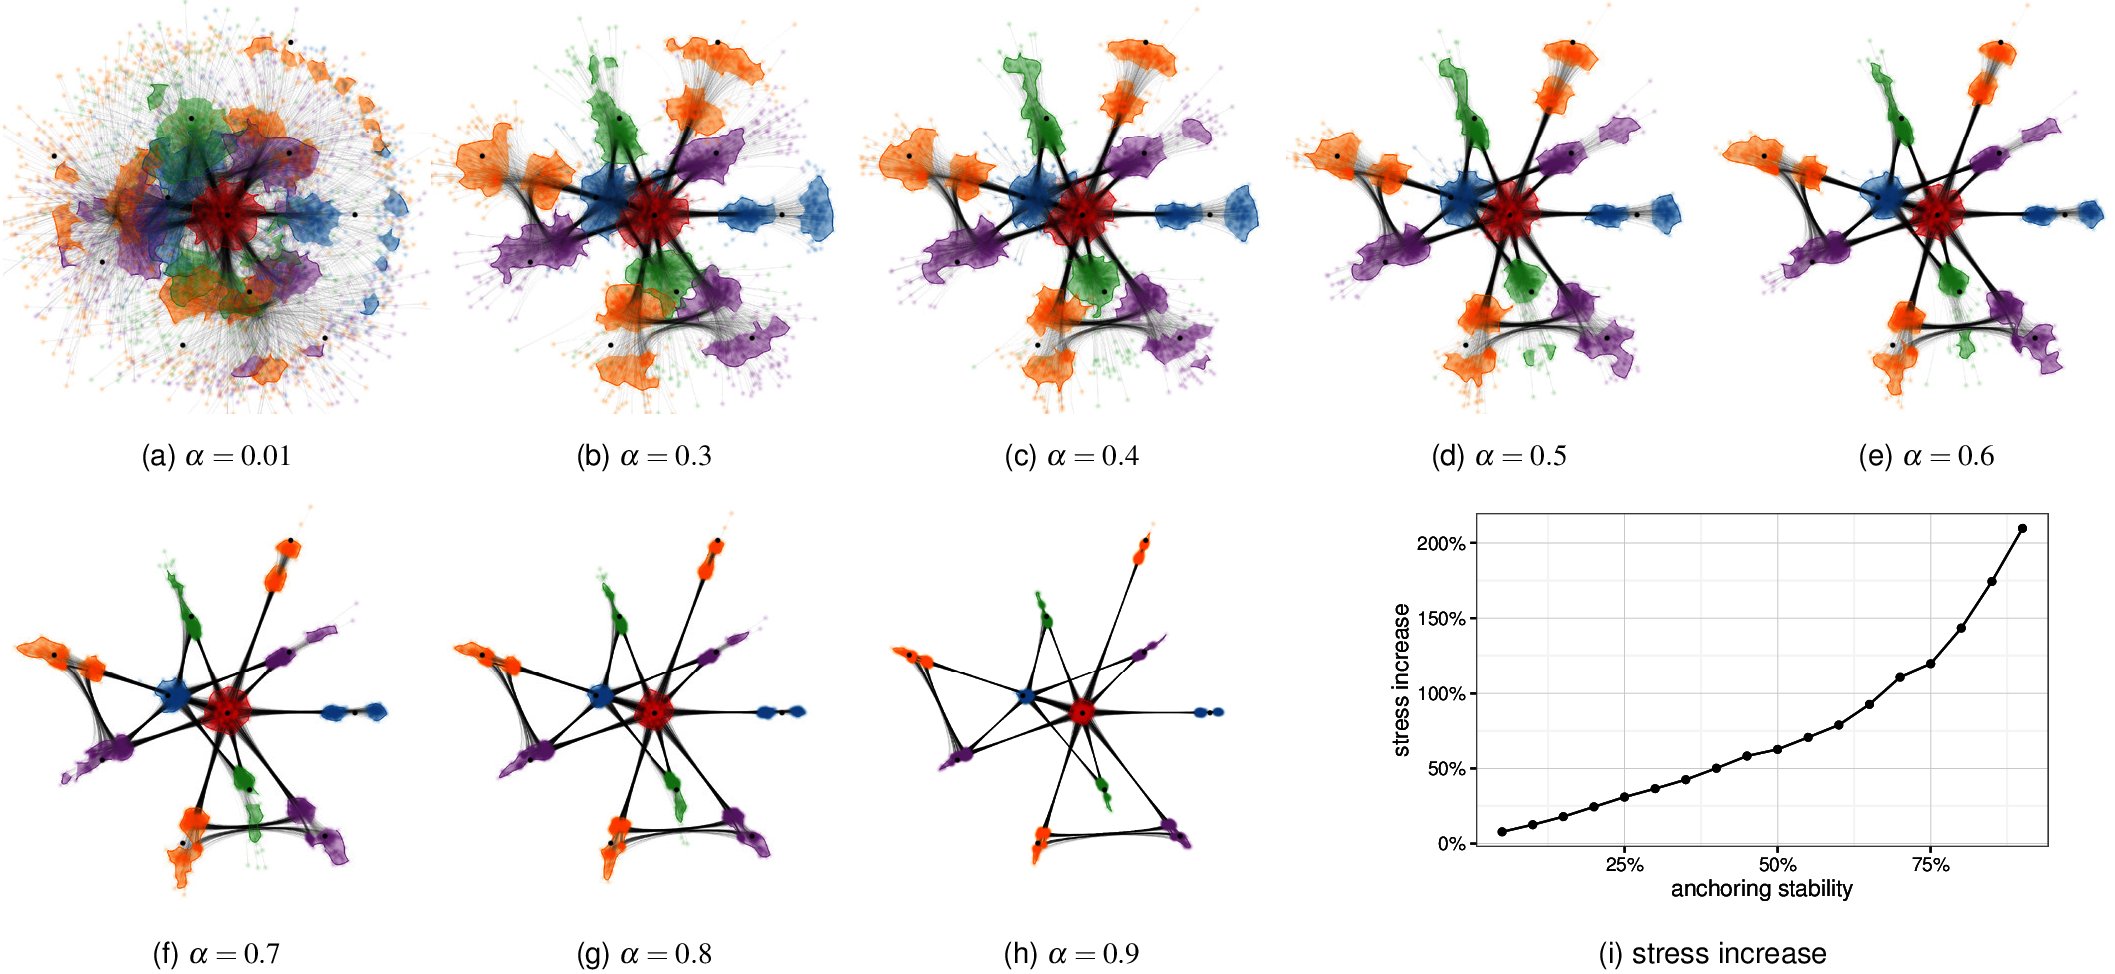 (a) α = 0.01
(b) α = 0.3
(c) α = 0.4
(d) α = 0.5
(e) α = 0.6
200%
150%
100%
50%
0%
stress increase
25%
50%
75%
anchoring stability
(f) α = 0.7
(g) α = 0.8
(h) α = 0.9
(i) stress increase